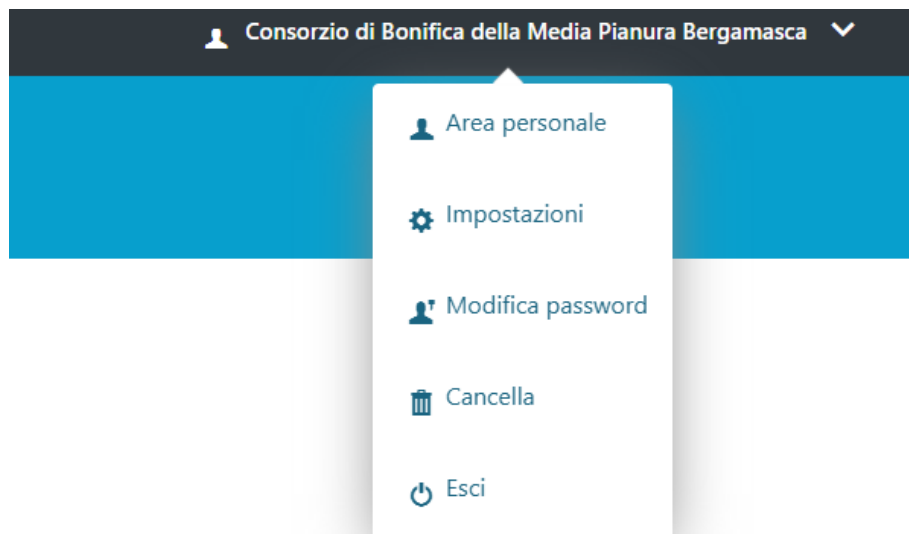 Consorzio di Bonifica della Media Pianura Bergamasca
Area personale
Impostazioni
Modifica password
Cancella
Esci